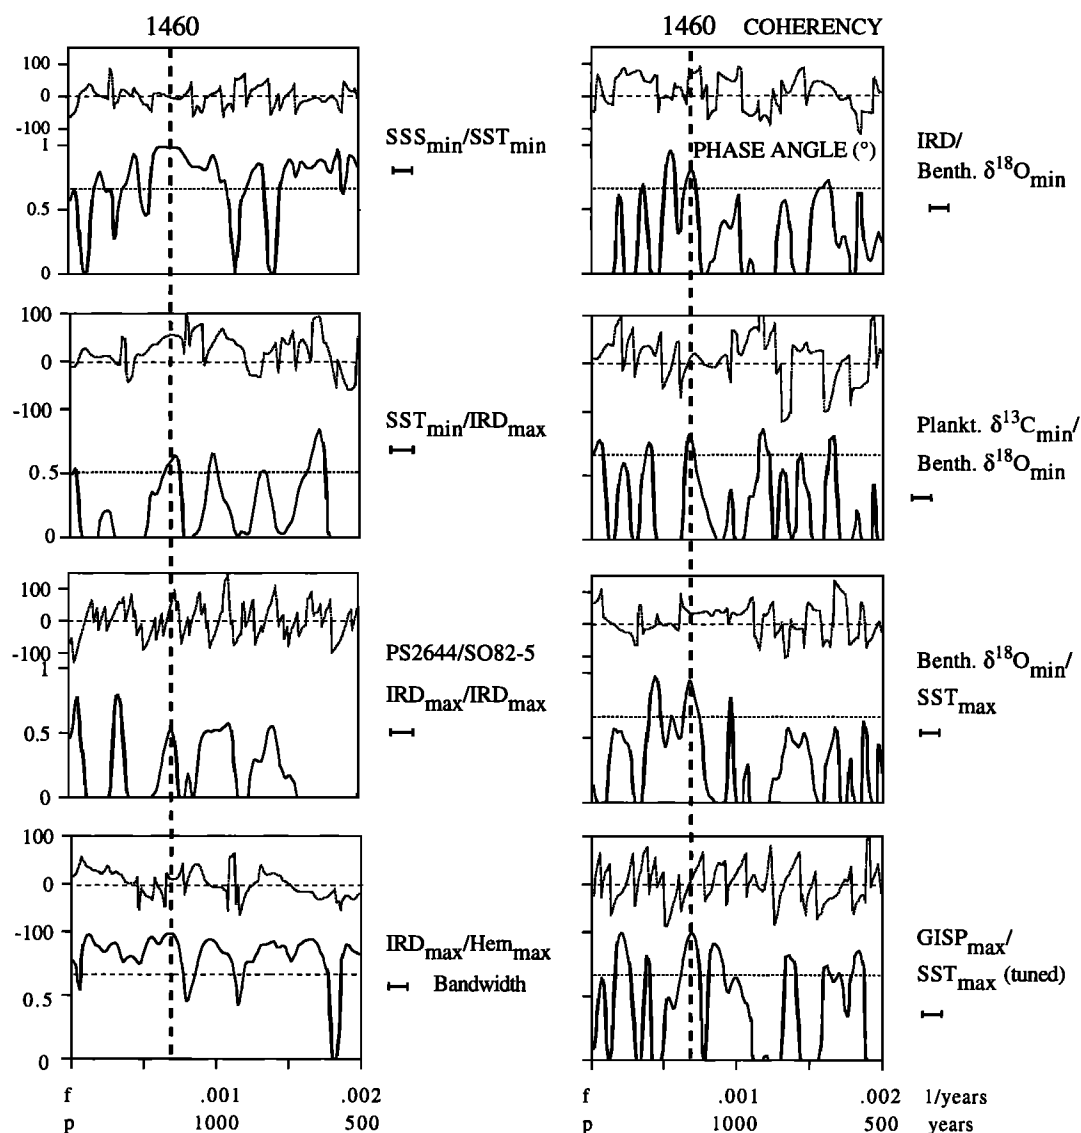 1460
100
0
-100
1
0.5
0
SSSmin/SSTmin
100
0
-100
0.5
0
SSTmin/IRDmax
100
0
-100
1
0.5
0
PS2644/SO82-5
IRDmax/IRDmax
100
0
-100
0.5
0
IRDmax/Hemmax
Bandwidth
f .001 .002
p 1000 500
1460 COHERENCY
PHASE ANGLE (°)
IRD/
Benth. δ18Omin
Plankt. δ13Cmin/
Benth. δ18Omin
Benth. δ18Omin/
SSTmax
GISPmax/
SSTmax (tuned)
f .001 .002 1/years
p 1000 500 years